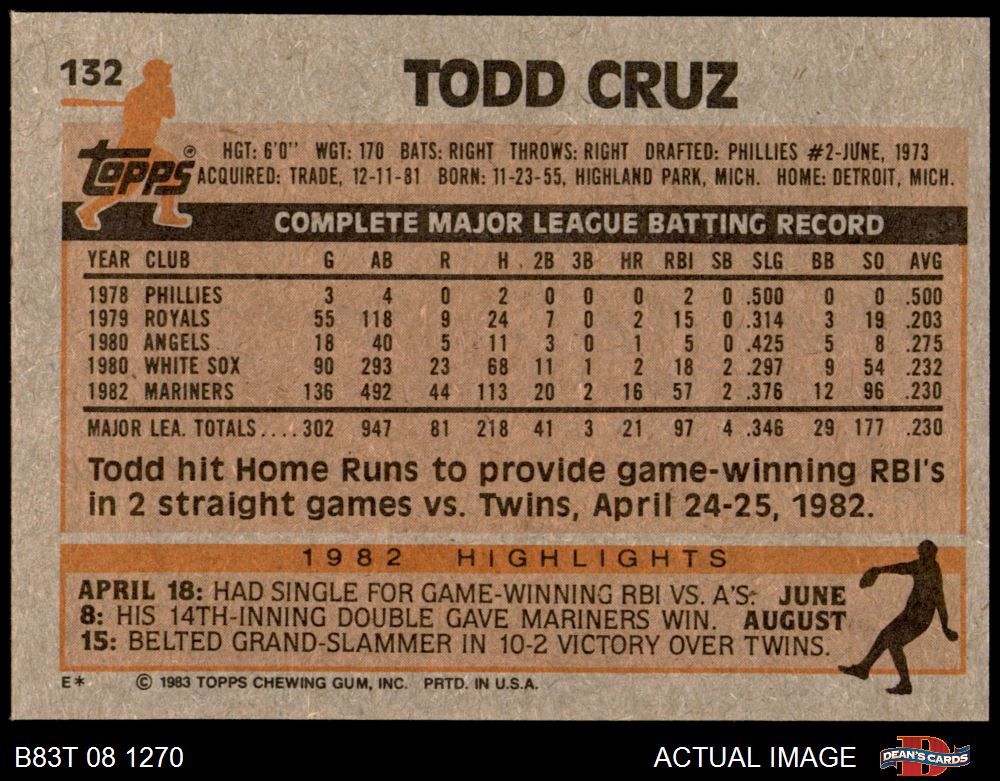 132
TODD CRUZ
Topps®
HGT: 6'0" WGT: 170 BATS: RIGHT THROWS: RIGHT DRAFTED: PHILLIES #2-JUNE, 1973
ACQUIRED: TRADE, 12-11-81 BORN: 11-23-55, HIGHLAND PARK, MICH. HOME: DETROIT, MICH.
COMPLETE MAJOR LEAGUE BATTING RECORD
YEAR CLUB G AB R H 2B 3B HR RBI SB SLG BB SO AVG
1978 PHILLIES 3 4 0 2 0 0 0 2 0 .500 0 0 .500
1979 ROYALS 55 118 9 24 7 0 2 15 0 .314 3 19 .203
1980 ANGELS 18 40 5 11 3 0 1 5 0 .425 5 8 .275
1980 WHITE SOX 90 293 23 68 11 1 2 18 2 .297 9 54 .232
1982 MARINERS 136 492 44 113 20 2 16 57 2 .376 12 96 .230
MAJOR LEA. TOTALS.... 302 947 81 218 41 3 21 97 4 .346 29 177 .230
Todd hit Home Runs to provide game-winning RBI's
in 2 straight games vs. Twins, April 24-25, 1982.
1982 HIGHLIGHTS
APRIL 18: HAD SINGLE FOR GAME-WINNING RBI VS. A'S. JUNE
8: HIS 14TH-INNING DOUBLE GAVE MARINERS WIN. AUGUST
15: BELTED GRAND-SLAMMER IN 10-2 VICTORY OVER TWINS.
E* © 1983 TOPPS CHEWING GUM, INC. PRTD. IN U.S.A.
B83T 08 1270 ACTUAL IMAGE DEAN'S CARDS